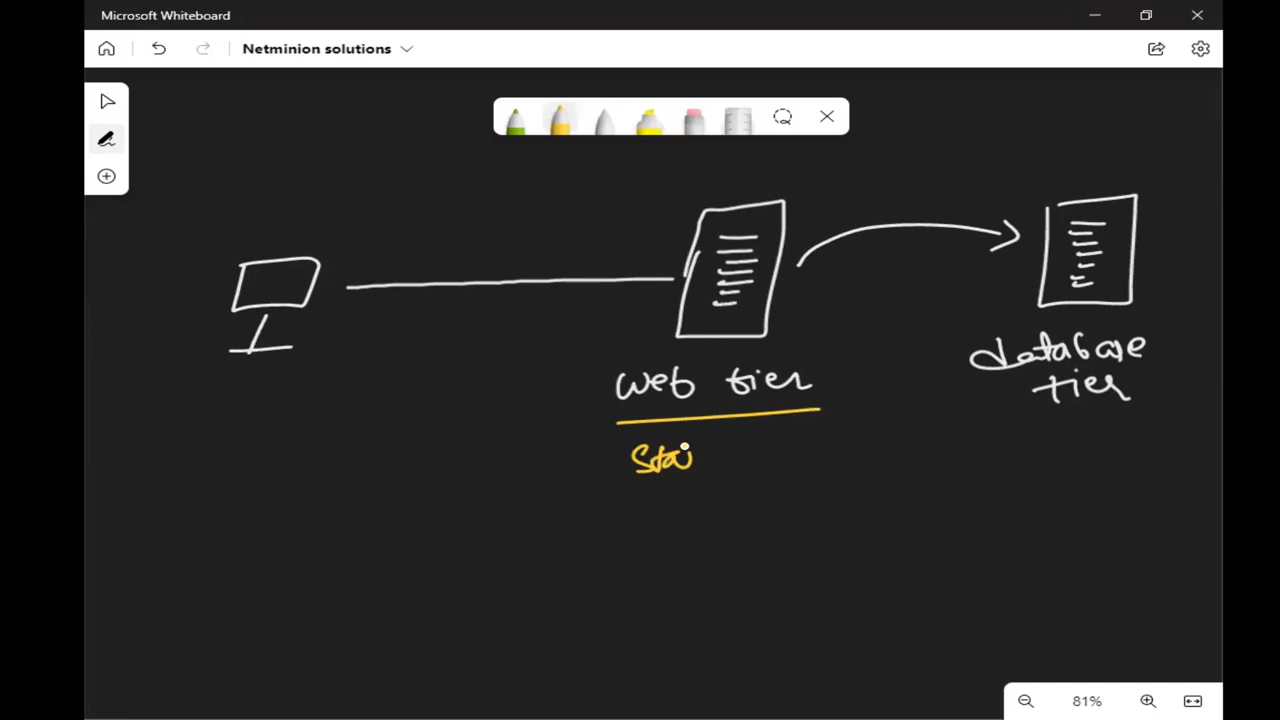 Microsoft Whiteboard
Netminion solutions
web tier
database
tier
81%